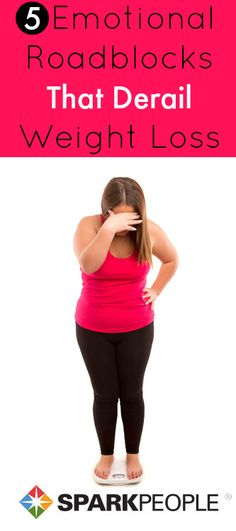 5 Emotional
Roadblocks
That Derail
Weight Loss
SPARKPEOPLE®